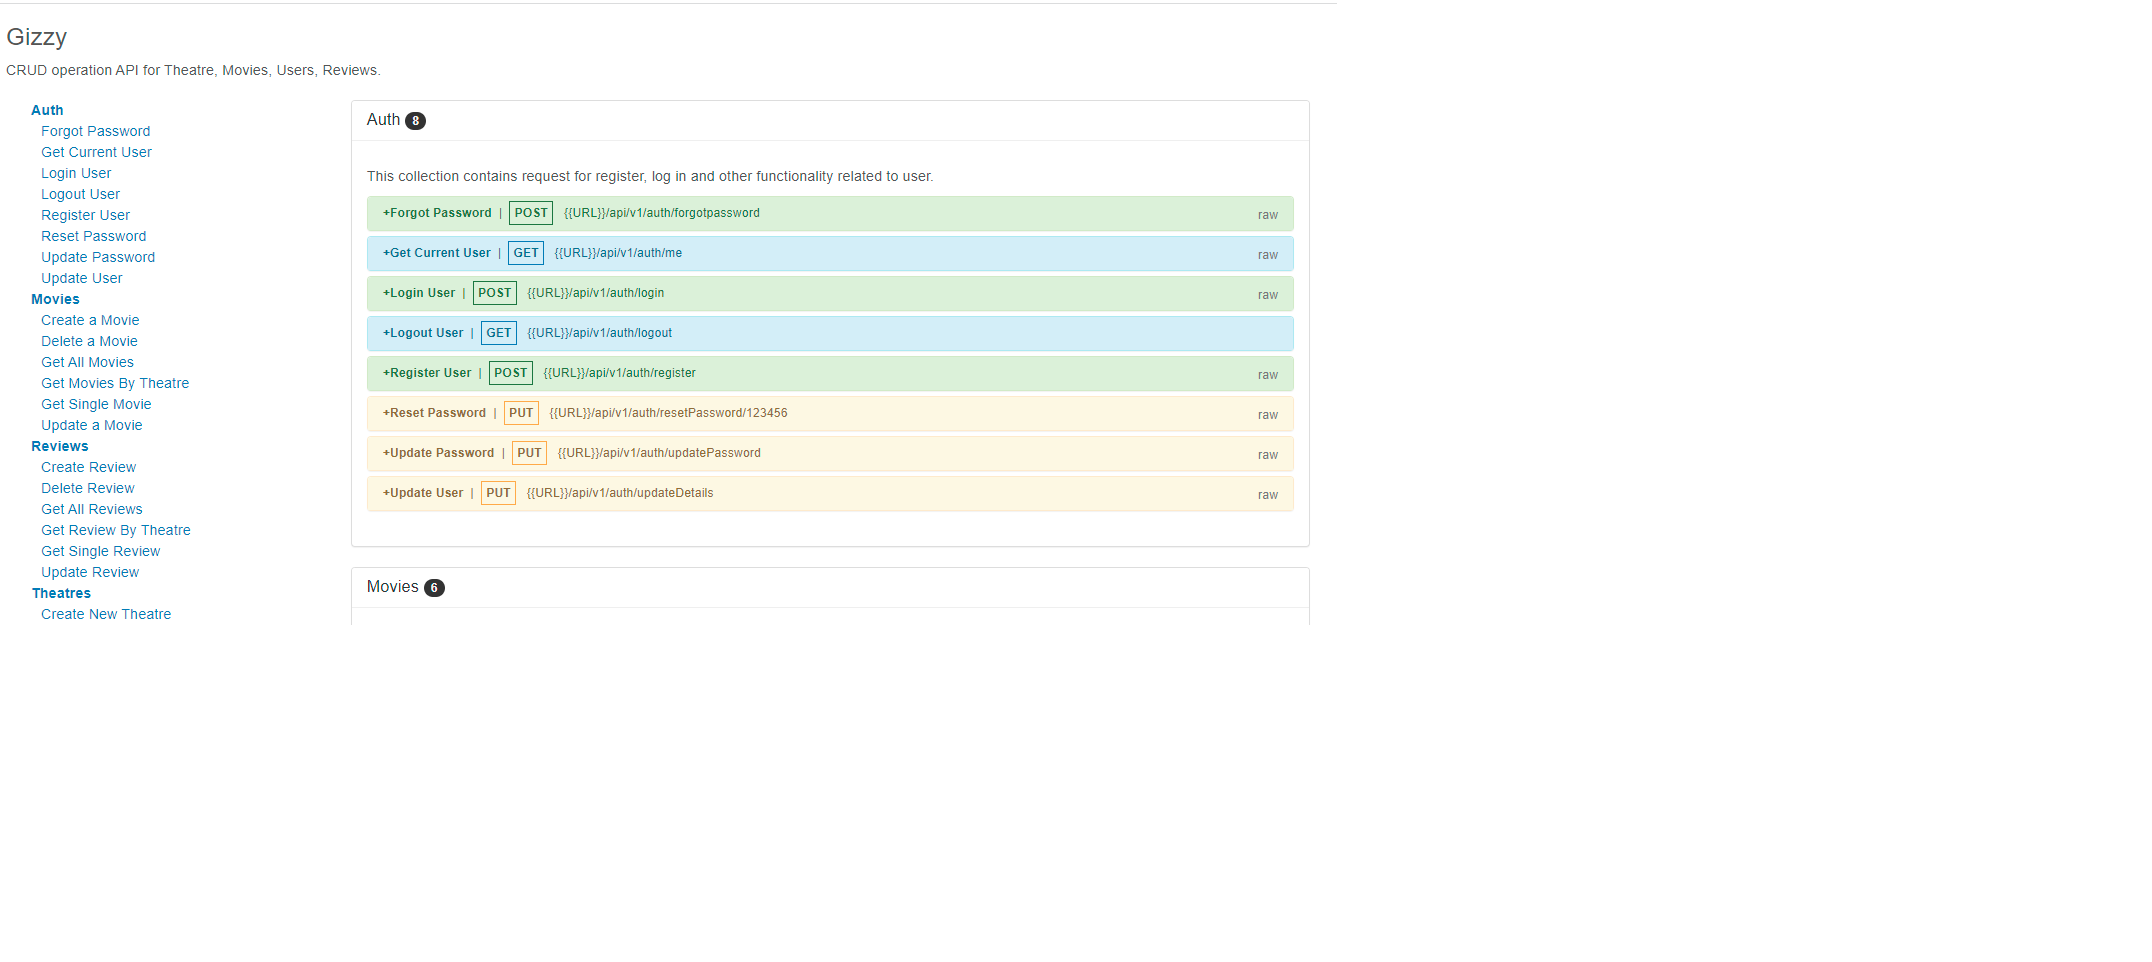 Gizzy
CRUD operation API for Theatre, Movies, Users, Reviews.
Auth
Forgot Password
Get Current User
Login User
Logout User
Register User
Reset Password
Update Password
Update User
Movies
Create a Movie
Delete a Movie
Get All Movies
Get Movies By Theatre
Get Single Movie
Update a Movie
Reviews
Create Review
Delete Review
Get All Reviews
Get Review By Theatre
Get Single Review
Update Review
Theatres
Create New Theatre
Auth 8
This collection contains request for register, log in and other functionality related to user.
+Forgot Password | POST {{URL}}/api/v1/auth/forgotpassword raw
+Get Current User | GET {{URL}}/api/v1/auth/me raw
+Login User | POST {{URL}}/api/v1/auth/login raw
+Logout User | GET {{URL}}/api/v1/auth/logout
+Register User | POST {{URL}}/api/v1/auth/register raw
+Reset Password | PUT {{URL}}/api/v1/auth/resetPassword/123456 raw
+Update Password | PUT {{URL}}/api/v1/auth/updatePassword raw
+Update User | PUT {{URL}}/api/v1/auth/updateDetails raw
Movies 6